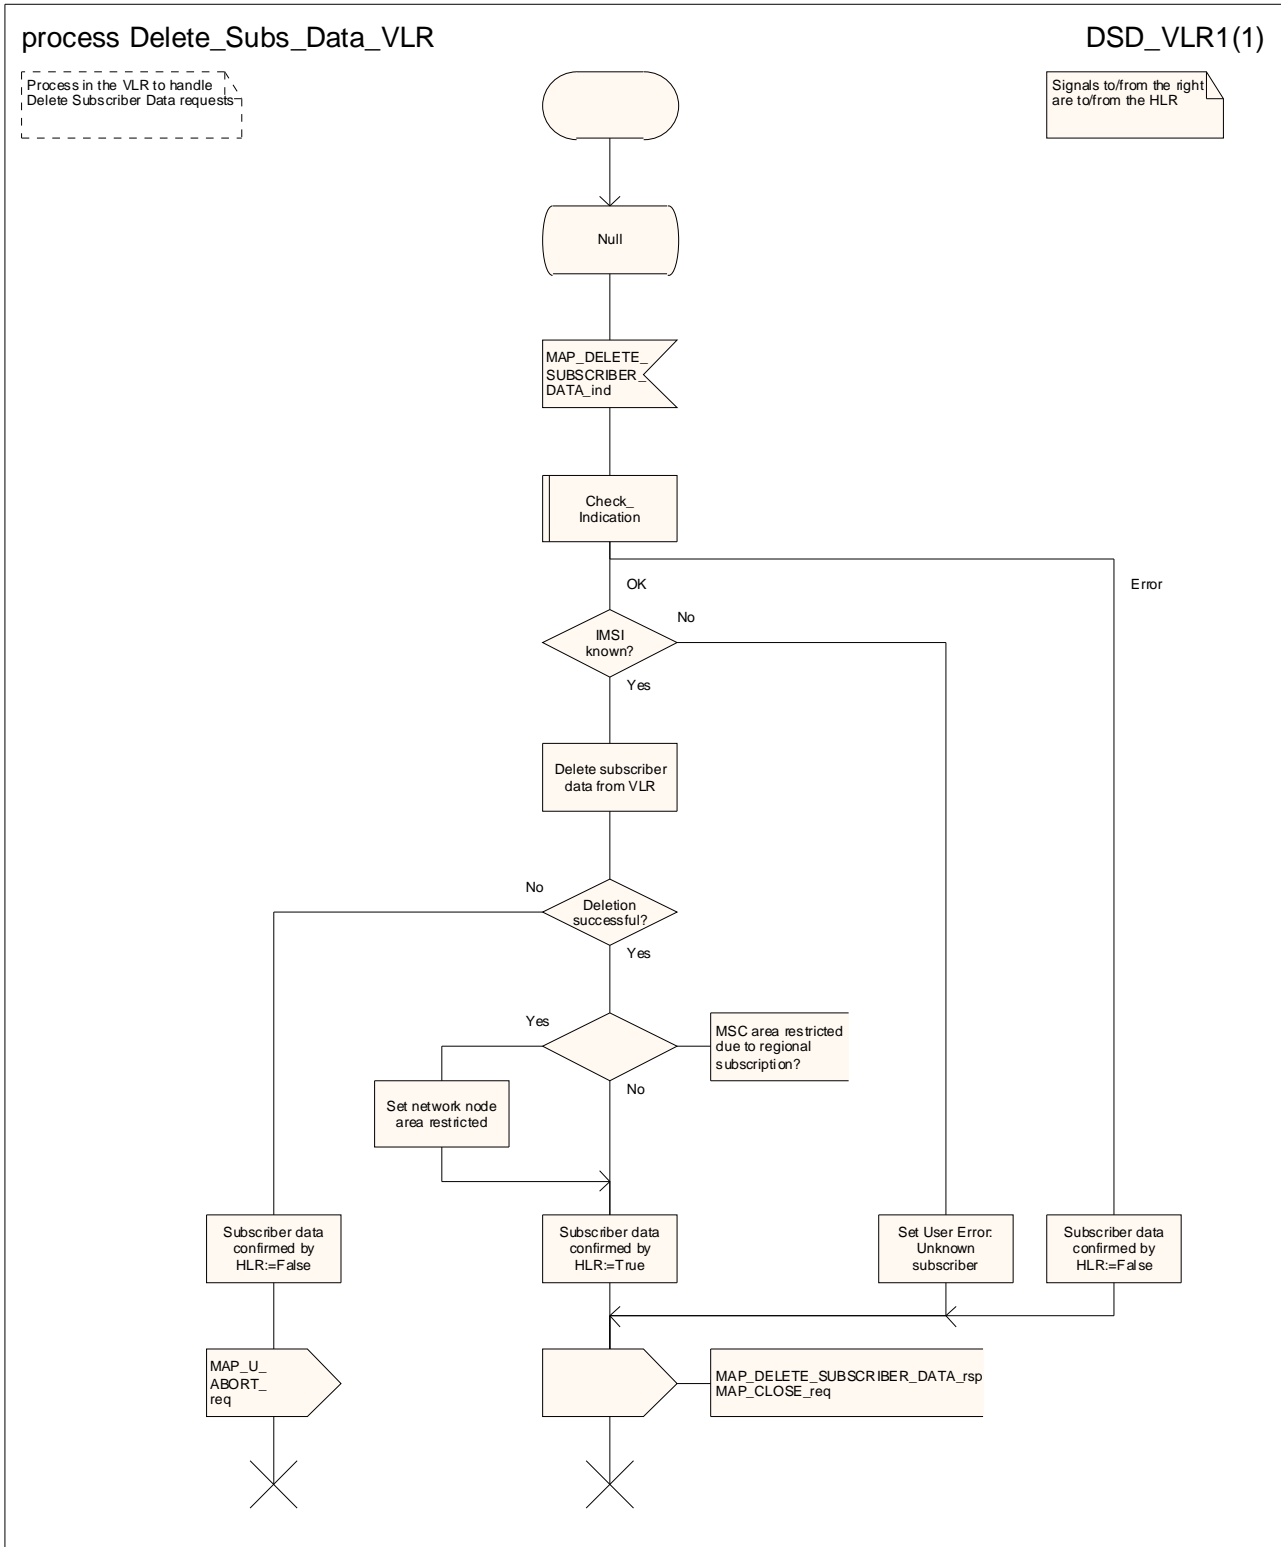 process Delete_Subs_Data_VLR
DSD_VLR1(1)
Process in the VLR to handle
Delete Subscriber Data requests
Signals to/from the right
are to/from the HLR
Null
MAP_DELETE_
SUBSCRIBER_
DATA_ind
Check_
Indication
OK
Error
IMSI
known?
No
Yes
Delete subscriber
data from VLR
No
Deletion
successful?
Yes
Yes
MSC area restricted
due to regional
subscription?
No
Set network node
area restricted
Subscriber data
confirmed by
HLR:=False
Subscriber data
confirmed by
HLR:=True
Set User Error:
Unknown
subscriber
Subscriber data
confirmed by
HLR:=False
MAP_U_
ABORT_
req
MAP_DELETE_SUBSCRIBER_DATA_rsp
MAP_CLOSE_req